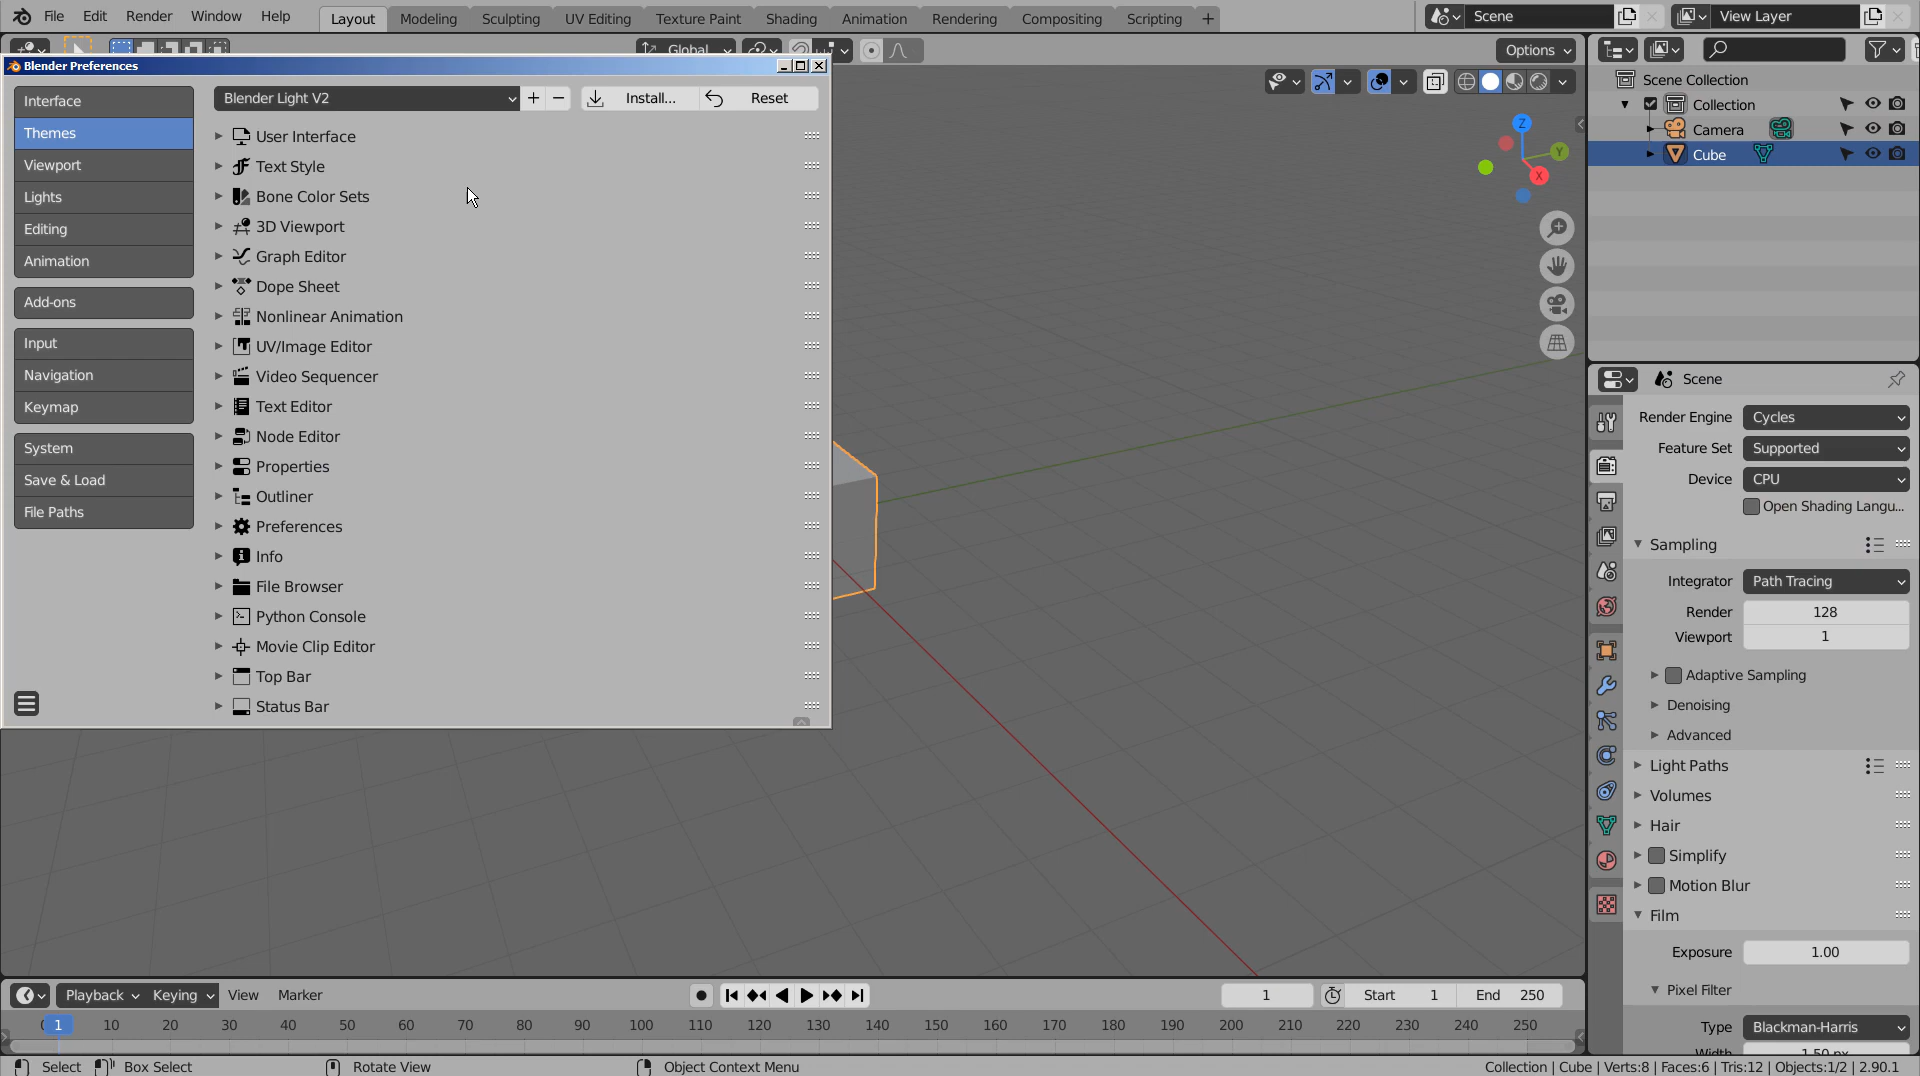 File Edit Render Window Help Layout Modeling Sculpting UV Editing Texture Paint Shading Animation Rendering Compositing Scripting + Scene View Layer
Global Options
Blender Preferences
Interface
Themes
Viewport
Lights
Editing
Animation
Add-ons
Input
Navigation
Keymap
System
Save & Load
File Paths
Blender Light V2 + − Install... Reset
User Interface
Text Style
Bone Color Sets
3D Viewport
Graph Editor
Dope Sheet
Nonlinear Animation
UV/Image Editor
Video Sequencer
Text Editor
Node Editor
Properties
Outliner
Preferences
Info
File Browser
Python Console
Movie Clip Editor
Top Bar
Status Bar
Z
Y
X
Scene Collection
Collection
Camera
Cube
Scene
Render Engine Cycles
Feature Set Supported
Device CPU
Open Shading Langu...
Sampling
Integrator Path Tracing
Render 128
Viewport 1
Adaptive Sampling
Denoising
Advanced
Light Paths
Volumes
Hair
Simplify
Motion Blur
Film
Exposure 1.00
Pixel Filter
Type Blackman-Harris
Width 1.50 px
Playback Keying View Marker 1 Start 1 End 250
0 1 10 20 30 40 50 60 70 80 90 100 110 120 130 140 150 160 170 180 190 200 210 220 230 240 250
Select Box Select Rotate View Object Context Menu Collection | Cube | Verts:8 | Faces:6 | Tris:12 | Objects:1/2 | 2.90.1